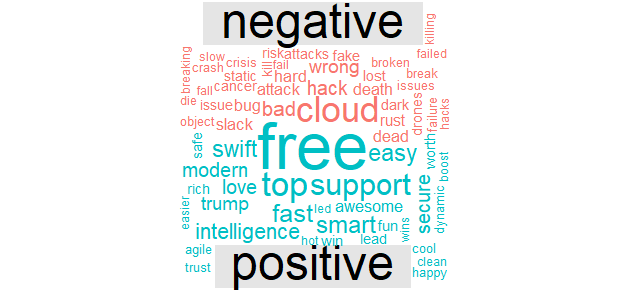 negative
killing
slow crisis risk attacks fake failed
breaking crash kill fail wrong broken
static hard lost break
fall cancer attack hack death issues
die issue bug bad cloud dark drones failure hacks
object slack rust
dead
safe swift free easy worth boost
modern
rich love top support secure dynamic
easier trump fast led awesome
intelligence smart fun wins
agile hot win lead cool
trust clean
happy
positive